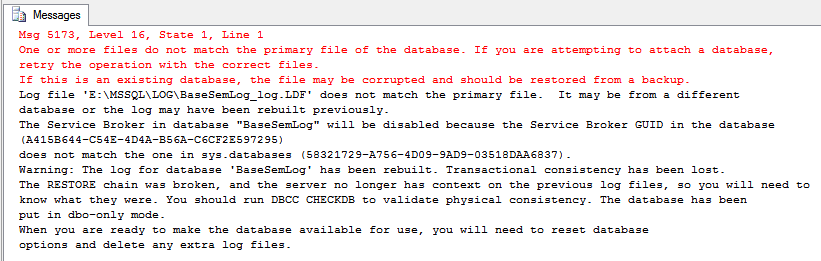 Messages
Msg 5173, Level 16, State 1, Line 1
One or more files do not match the primary file of the database. If you are attempting to attach a database,
retry the operation with the correct files.
If this is an existing database, the file may be corrupted and should be restored from a backup.
Log file 'E:\MSSQL\LOG\BaseSemLog_log.LDF' does not match the primary file.  It may be from a different
database or the log may have been rebuilt previously.
The Service Broker in database "BaseSemLog" will be disabled because the Service Broker GUID in the database
(A415B644-C54E-4D4A-B56A-C6CF2E597295)
does not match the one in sys.databases (58321729-A756-4D09-9AD9-03518DAA6837).
Warning: The log for database 'BaseSemLog' has been rebuilt. Transactional consistency has been lost.
The RESTORE chain was broken, and the server no longer has context on the previous log files, so you will need to
know what they were. You should run DBCC CHECKDB to validate physical consistency. The database has been
put in dbo-only mode.
When you are ready to make the database available for use, you will need to reset database
options and delete any extra log files.